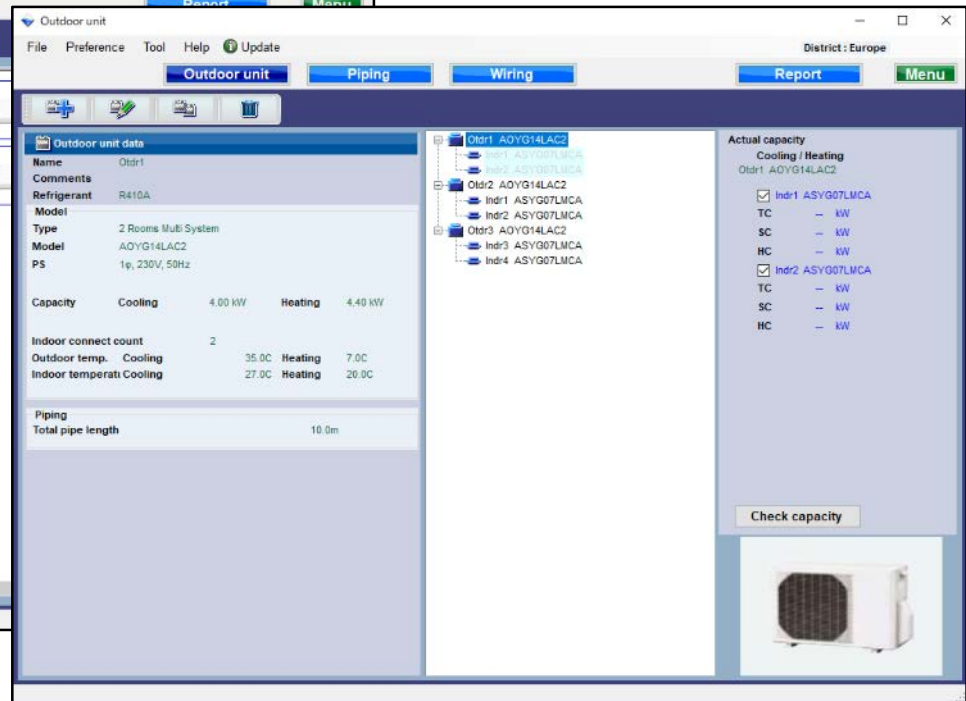 Report Menu
Outdoor unit
File Preference Tool Help Update District : Europe
Outdoor unit Piping Wiring Report Menu
Outdoor unit data
Name Otdr1
Comments
Refrigerant R410A
Model
Type 2 Rooms Multi System
Model AOYG14LAC2
PS 1φ, 230V, 50Hz
Capacity Cooling 4.00 kW Heating 4.40 kW
Indoor connect count 2
Outdoor temp. Cooling 35.0C Heating 7.0C
Indoor temperati Cooling 27.0C Heating 20.0C
Piping
Total pipe length 10.0m
Otdr1 AOYG14LAC2
Indr1 ASYG07LMCA
Indr2 ASYG07LMCA
Otdr2 AOYG14LAC2
Indr1 ASYG07LMCA
Indr2 ASYG07LMCA
Otdr3 AOYG14LAC2
Indr3 ASYG07LMCA
Indr4 ASYG07LMCA
Actual capacity
Cooling / Heating
Otdr1 AOYG14LAC2
Indr1 ASYG07LMCA
TC -- kW
SC -- kW
HC -- kW
Indr2 ASYG07LMCA
TC -- kW
SC -- kW
HC -- kW
Check capacity